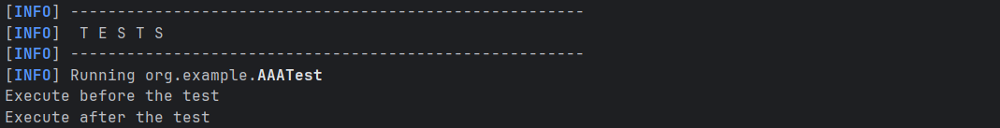 [INFO] -------------------------------------------------------
[INFO]  T E S T S
[INFO] -------------------------------------------------------
[INFO] Running org.example.AAATest
Execute before the test
Execute after the test